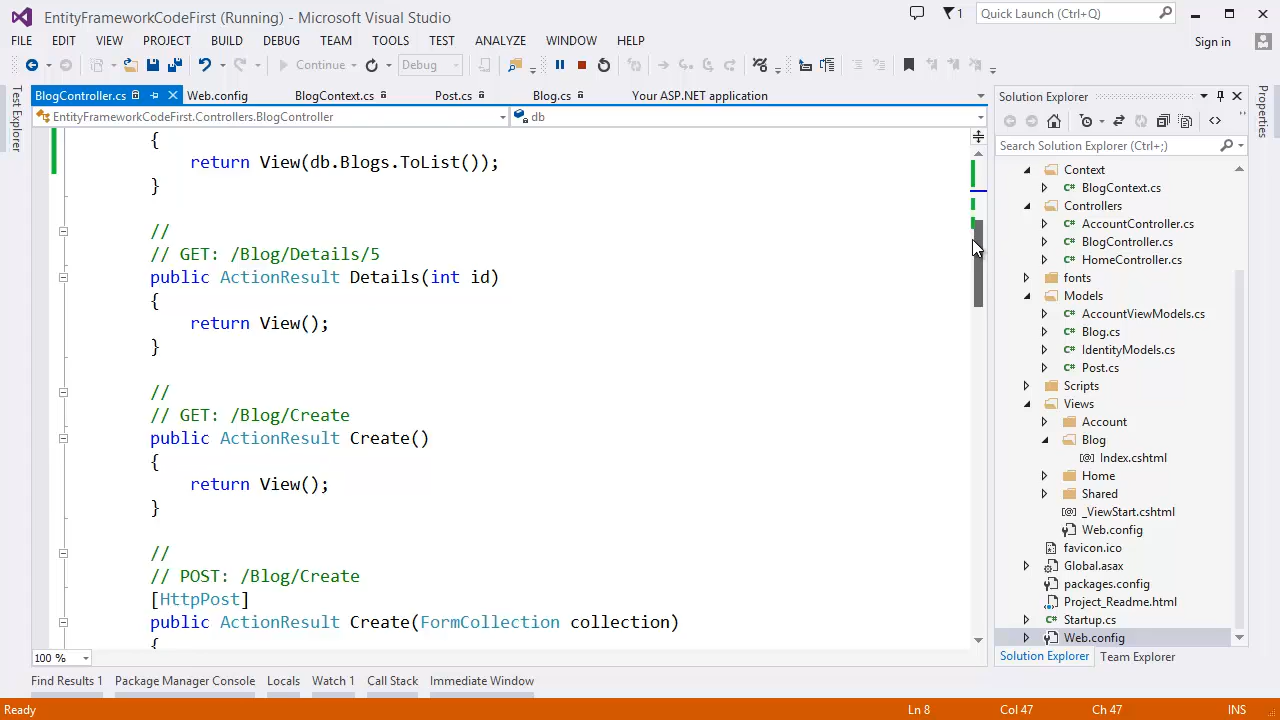 EntityFrameworkCodeFirst (Running) - Microsoft Visual Studio
1
Quick Launch (Ctrl+Q)
FILE EDIT VIEW PROJECT BUILD DEBUG TEAM TOOLS TEST ANALYZE WINDOW HELP
Sign in
Continue
Debug
Test Explorer
BlogController.cs Web.config BlogContext.cs Post.cs Blog.cs Your ASP.NET application
EntityFrameworkCodeFirst.Controllers.BlogController db
{
return View(db.Blogs.ToList());
}
//
// GET: /Blog/Details/5
public ActionResult Details(int id)
{
return View();
}
//
// GET: /Blog/Create
public ActionResult Create()
{
return View();
}
//
// POST: /Blog/Create
[HttpPost]
public ActionResult Create(FormCollection collection)
{
100 %
Solution Explorer
Search Solution Explorer (Ctrl+;)
Context
C# BlogContext.cs
Controllers
C# AccountController.cs
C# BlogController.cs
C# HomeController.cs
fonts
Models
C# AccountViewModels.cs
C# Blog.cs
C# IdentityModels.cs
C# Post.cs
Scripts
Views
Account
Blog
[@] Index.cshtml
Home
Shared
[@] _ViewStart.cshtml
Web.config
favicon.ico
Global.asax
packages.config
Project_Readme.html
C# Startup.cs
Web.config
Solution Explorer Team Explorer
Properties
Find Results 1 Package Manager Console Locals Watch 1 Call Stack Immediate Window
Ready Ln 8 Col 47 Ch 47 INS